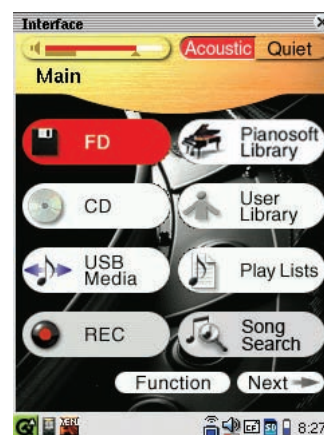 Interface
Acoustic Quiet
Main
FD
Pianosoft
Library
CD
User
Library
USB
Media
Play Lists
REC
Song
Search
Function
Next
8:27